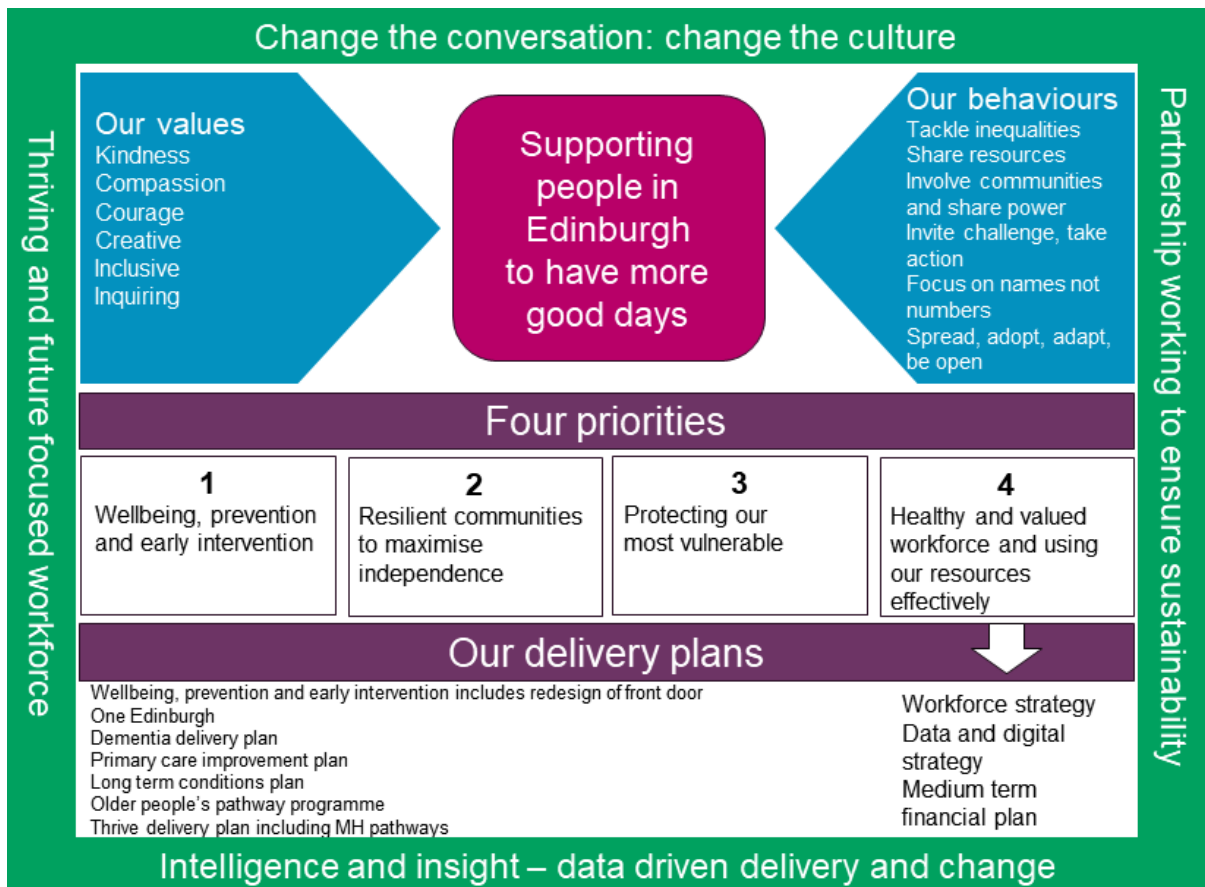 Change the conversation: change the culture
Thriving and future focused workforce
Our values
Kindness
Compassion
Courage
Creative
Inclusive
Inquiring
Supporting
people in
Edinburgh
to have more
good days
Our behaviours
Tackle inequalities
Share resources
Involve communities
and share power
Invite challenge, take
action
Focus on names not
numbers
Spread, adopt, adapt,
be open
Partnership working to ensure sustainability
Four priorities
1
Wellbeing, prevention
and early intervention
2
Resilient communities
to maximise
independence
3
Protecting our
most vulnerable
4
Healthy and valued
workforce and using
our resources
effectively
Our delivery plans
Wellbeing, prevention and early intervention includes redesign of front door
One Edinburgh
Dementia delivery plan
Primary care improvement plan
Long term conditions plan
Older people's pathway programme
Thrive delivery plan including MH pathways
Workforce strategy
Data and digital
strategy
Medium term
financial plan
Intelligence and insight – data driven delivery and change